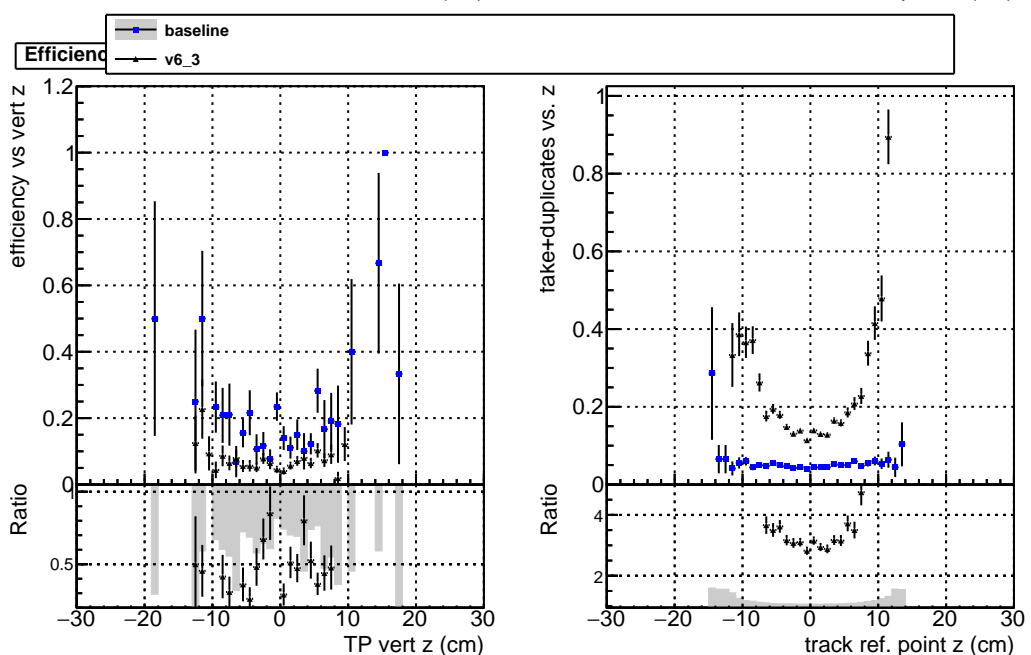 baseline
v6_3
Efficienc
efficiency vs vert z
1.2
1
0.8
0.6
0.4
0.2
0
Ratio
0.5
−30 −20 −10 0 10 20 30
TP vert z (cm)
fake+duplicates vs. z
1
0.8
0.6
0.4
0.2
0
Ratio
4
2
−30 −20 −10 0 10 20 30
track ref. point z (cm)